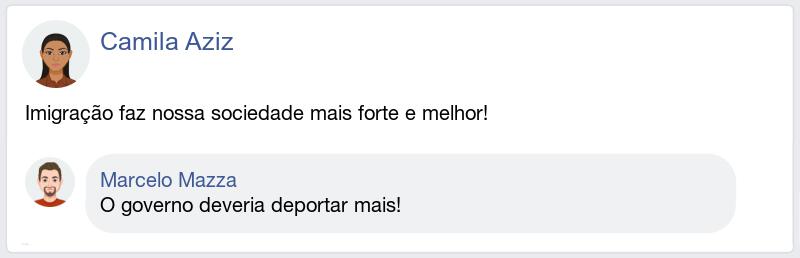 Camila Aziz
Imigração faz nossa sociedade mais forte e melhor!
Marcelo Mazza
O governo deveria deportar mais!